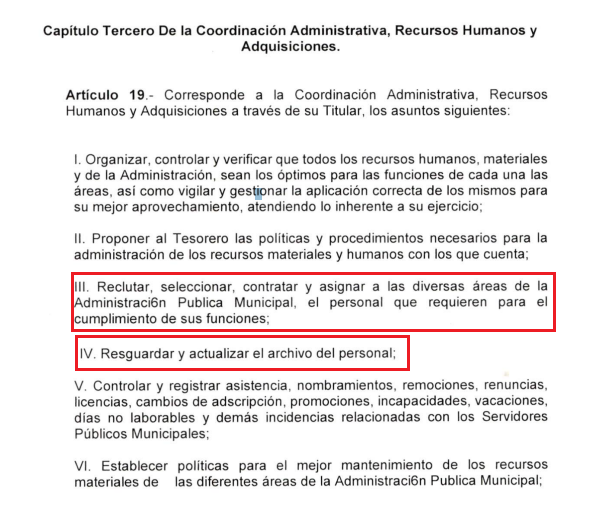 Capítulo Tercero De la Coordinación Administrativa, Recursos Humanos y
Adquisiciones.
Artículo 19.- Corresponde a la Coordinación Administrativa, Recursos
Humanos y Adquisiciones a través de su Titular, los asuntos siguientes:
I. Organizar, controlar y verificar que todos los recursos humanos, materiales
y de la Administración, sean los óptimos para las funciones de cada una las
áreas, así como vigilar y gestionar la aplicación correcta de los mismos para
su mejor aprovechamiento, atendiendo lo inherente a su ejercicio;
II. Proponer al Tesorero las políticas y procedimientos necesarios para la
administración de los recursos materiales y humanos con los que cuenta;
III. Reclutar, seleccionar, contratar y asignar a las diversas áreas de la
Administraci6n Publica Municipal, el personal que requieren para el
cumplimiento de sus funciones;
IV. Resguardar y actualizar el archivo del personal;
V. Controlar y registrar asistencia, nombramientos, remociones, renuncias,
licencias, cambios de adscripción, promociones, incapacidades, vacaciones,
días no laborables y demás incidencias relacionadas con los Servidores
Públicos Municipales;
VI. Establecer políticas para el mejor mantenimiento de los recursos
materiales de las diferentes áreas de la Administraci6n Publica Municipal;